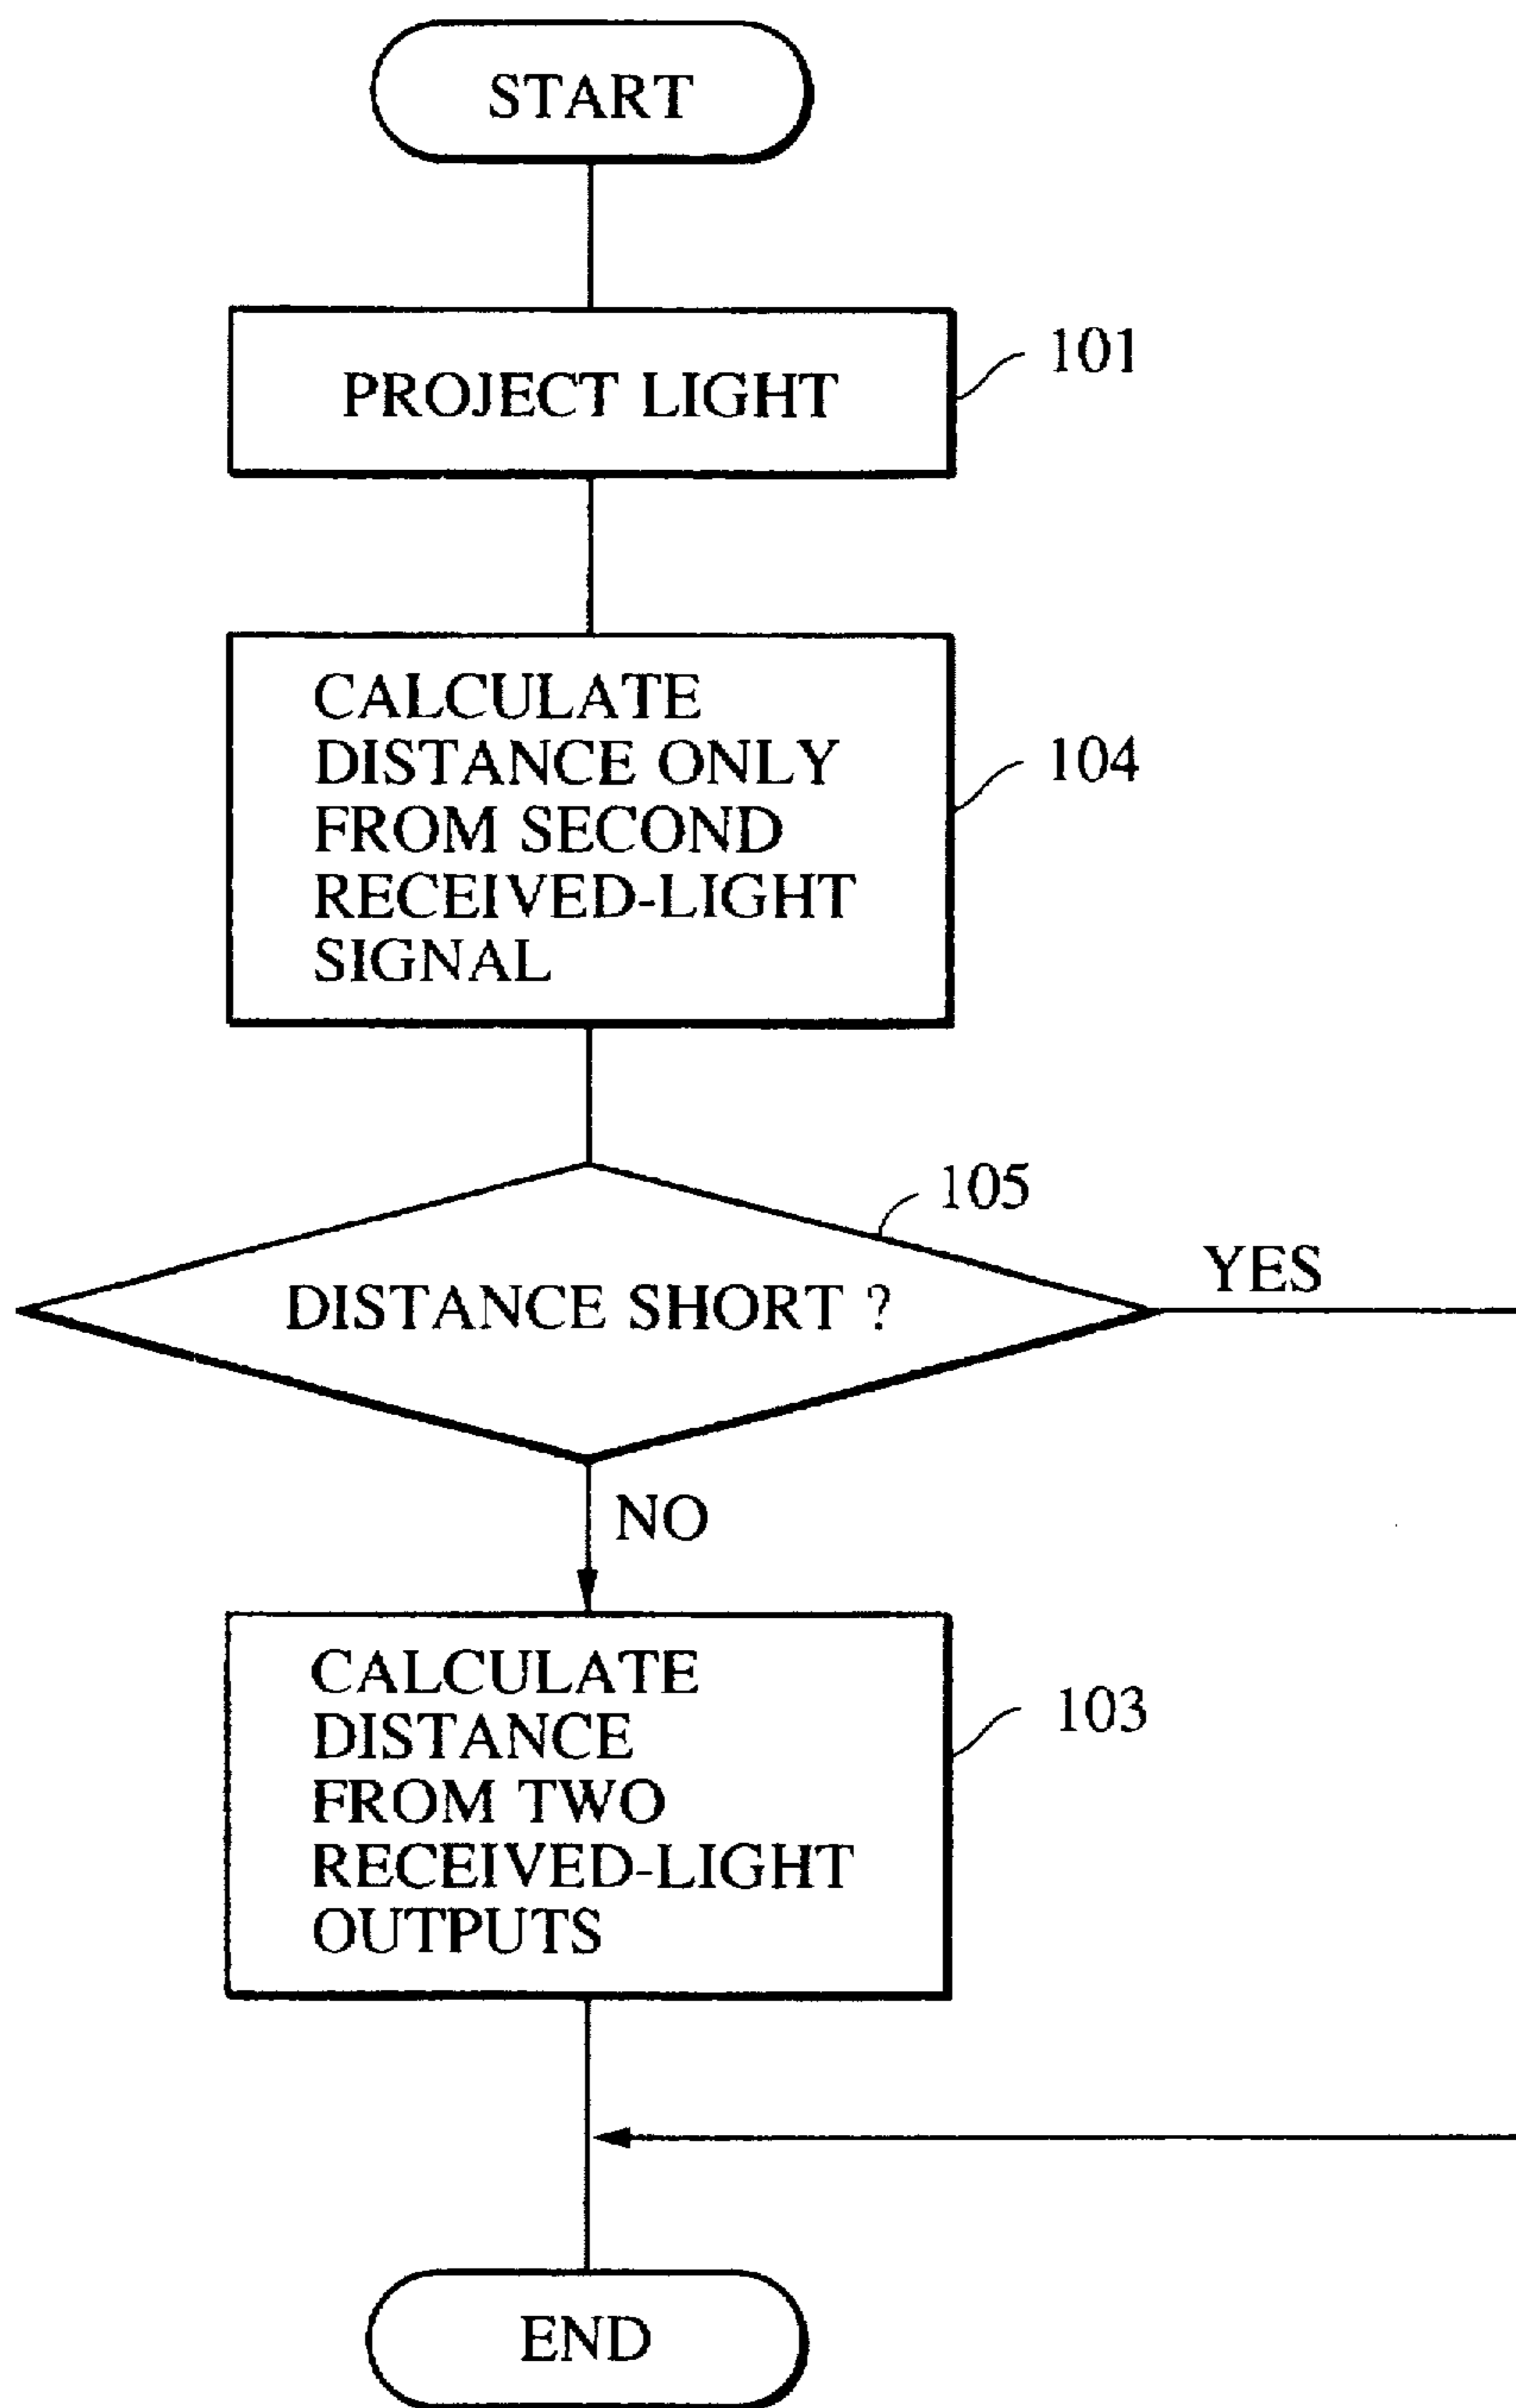 START
PROJECT LIGHT
101
CALCULATE
DISTANCE ONLY
FROM SECOND
RECEIVED-LIGHT
SIGNAL
104
105
DISTANCE SHORT ?
YES
NO
CALCULATE
DISTANCE
FROM TWO
RECEIVED-LIGHT
OUTPUTS
103
END